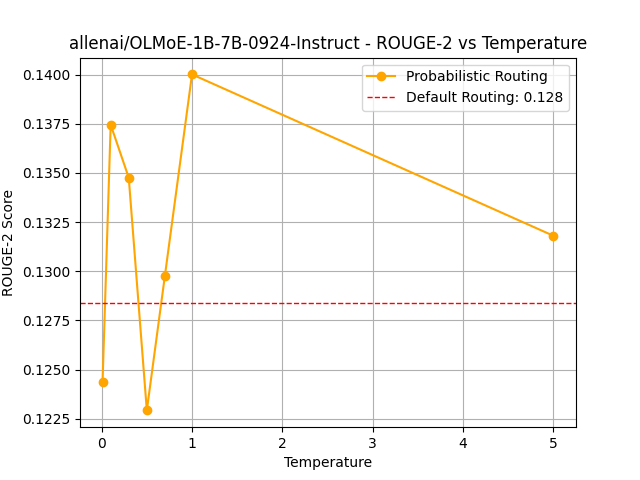 allenai/OLMoE-1B-7B-0924-Instruct - ROUGE-2 vs Temperature
Probabilistic Routing
Default Routing: 0.128
ROUGE-2 Score
0.1400
0.1375
0.1350
0.1325
0.1300
0.1275
0.1250
0.1225
0 1 2 3 4 5
Temperature